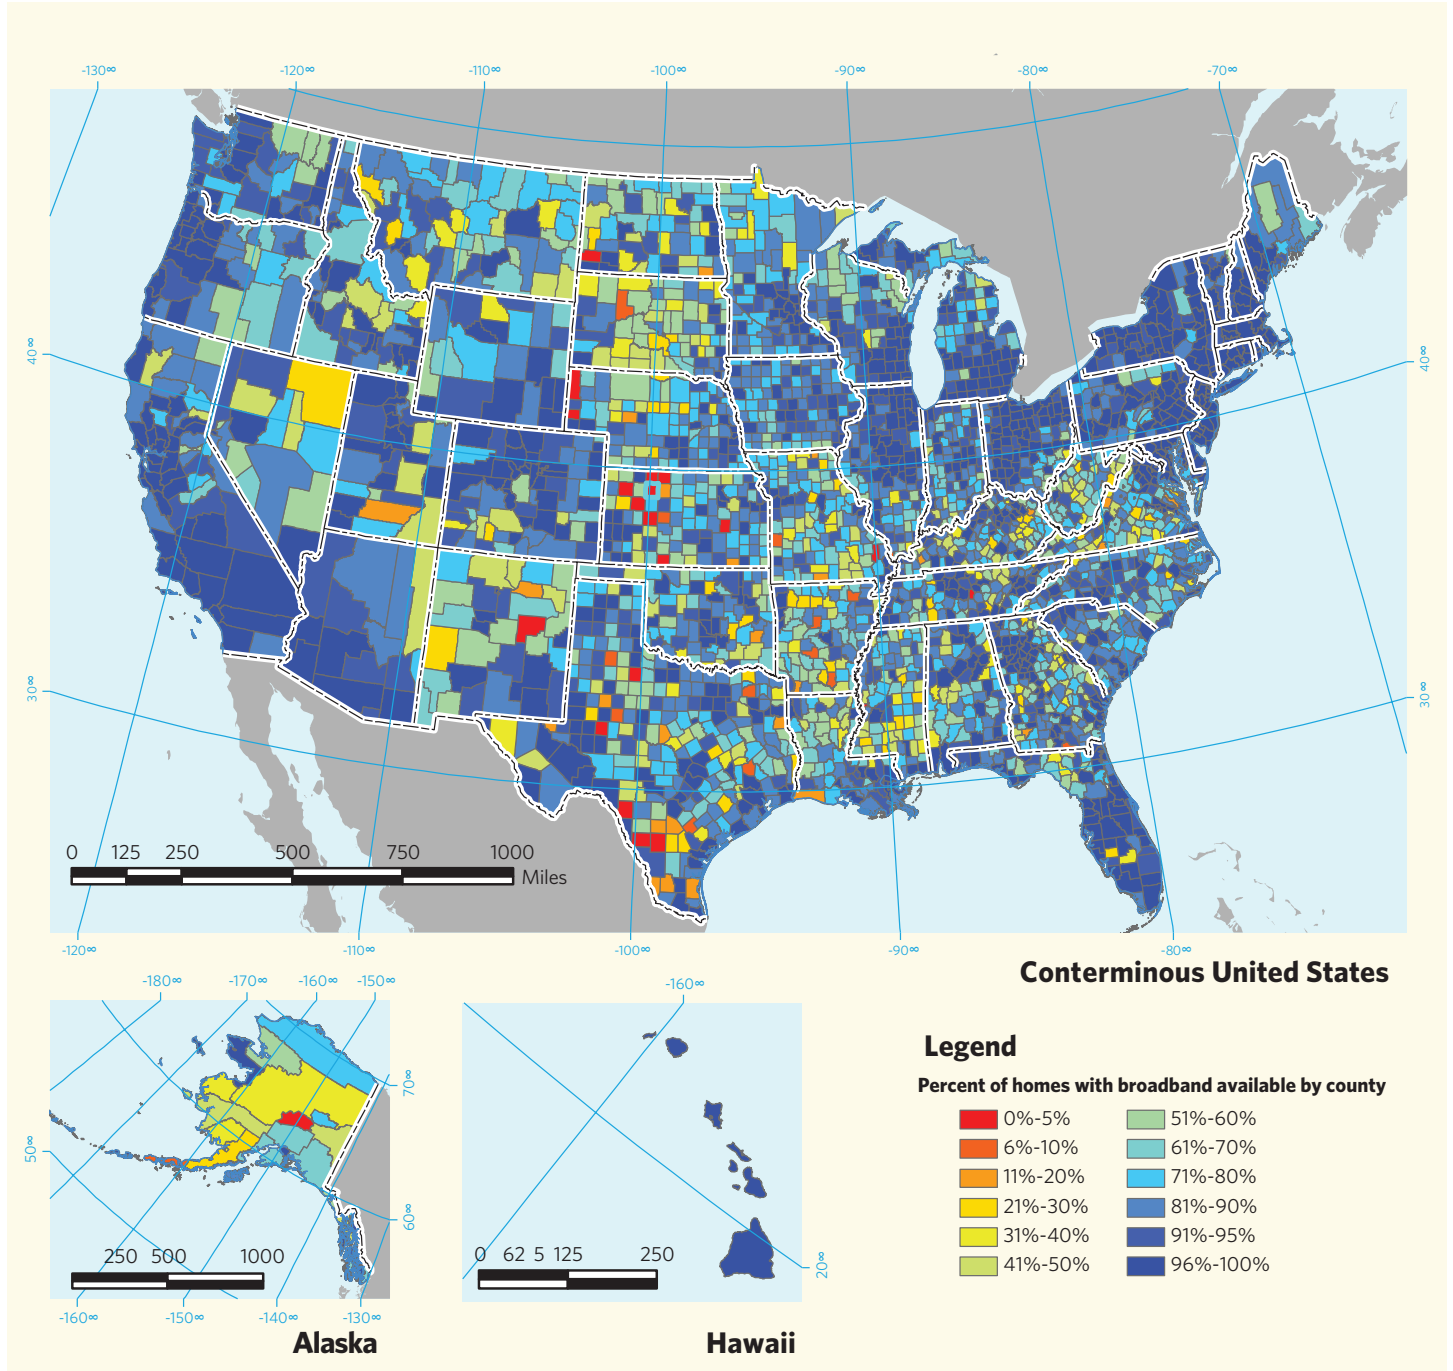 -130∞ -120∞ -110∞ -100∞ -90∞ -80∞ -70∞
40∞ 40∞
30∞ 30∞
0 125 250 500 750 1000
Miles
-120∞ -110∞ -100∞ -90∞ -80∞
Conterminous United States
-180∞ -170∞ -160∞ -150∞
70∞
50∞
60∞
250 500 1000
-160∞ -150∞ -140∞ -130∞
Alaska
-160∞
20∞
0 62 5 125 250
Hawaii
Legend
Percent of homes with broadband available by county
0%-5%
6%-10%
11%-20%
21%-30%
31%-40%
41%-50%
51%-60%
61%-70%
71%-80%
81%-90%
91%-95%
96%-100%